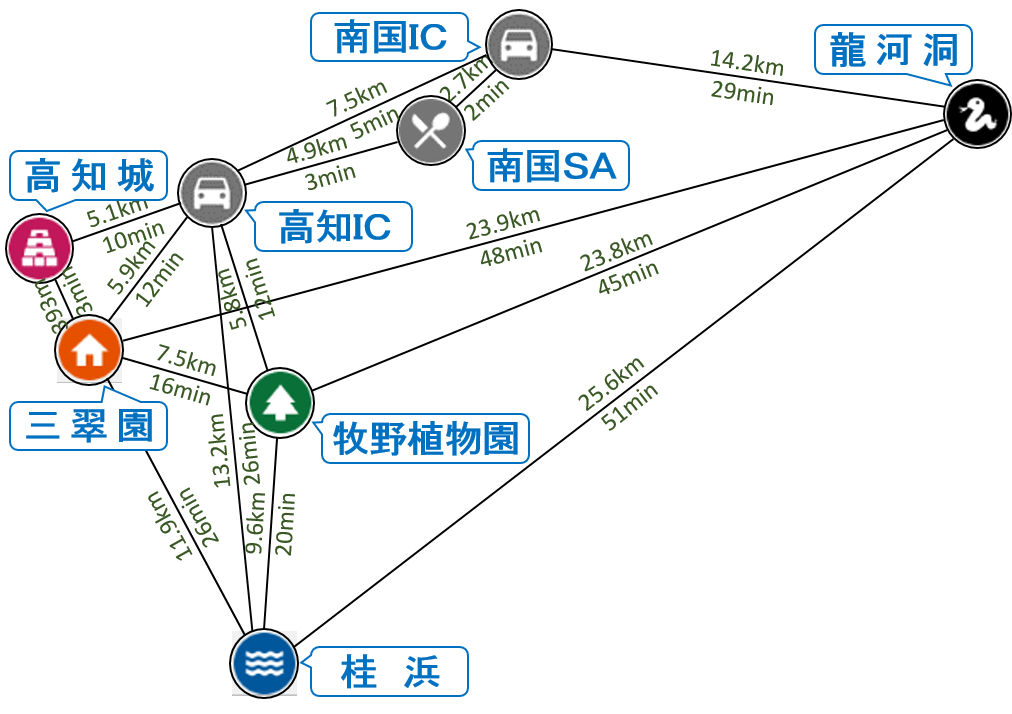 南国IC
龍河洞
14.2km
29min
2.7km
2min
7.5km
5min
4.9km
3min
南国SA
高知城
5.1km
10min
高知IC
5.9km
12min
393m
3min
5.8km
12min
23.9km
48min
23.8km
45min
7.5km
16min
25.6km
51min
三翠園
牧野植物園
13.2km
26min
11.9km
26min
9.6km
20min
桂浜